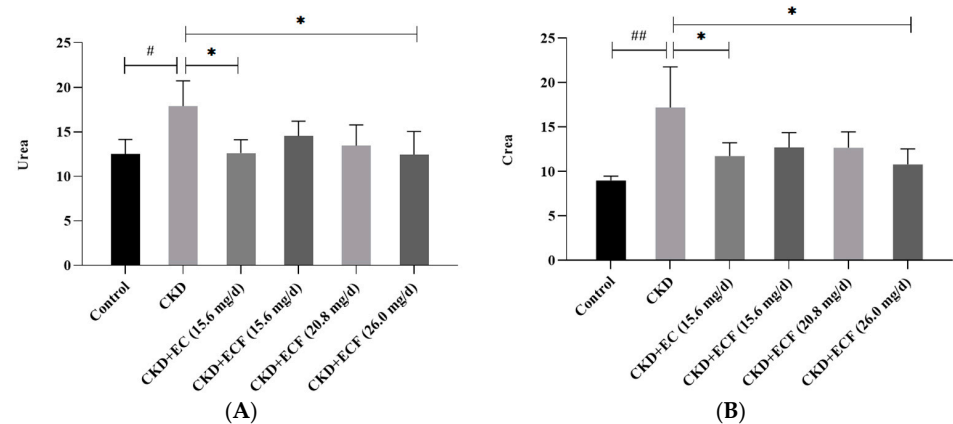 *
# *
25
20
15
10
5
0
Urea
Control
CKD
CKD+EC (15.6 mg/d)
CKD+ECF (15.6 mg/d)
CKD+ECF (20.8 mg/d)
CKD+ECF (26.0 mg/d)
(A)
*
## *
25
20
15
10
5
0
Crea
Control
CKD
CKD+EC (15.6 mg/d)
CKD+ECF (15.6 mg/d)
CKD+ECF (20.8 mg/d)
CKD+ECF (26.0 mg/d)
(B)